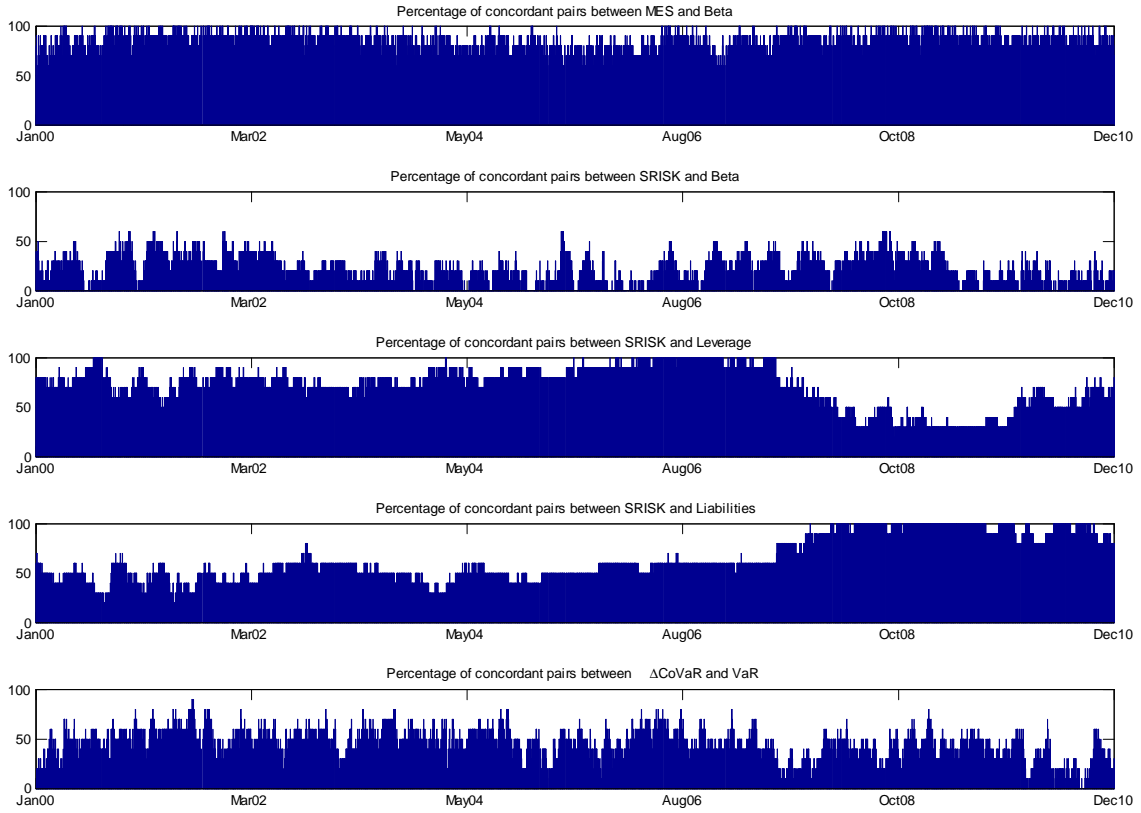 Percentage of concordant pairs between MES and Beta
100
50
0
Jan00 Mar02 May04 Aug06 Oct08 Dec10
Percentage of concordant pairs between SRISK and Beta
100
50
0
Jan00 Mar02 May04 Aug06 Oct08 Dec10
Percentage of concordant pairs between SRISK and Leverage
100
50
0
Jan00 Mar02 May04 Aug06 Oct08 Dec10
Percentage of concordant pairs between SRISK and Liabilities
100
50
0
Jan00 Mar02 May04 Aug06 Oct08 Dec10
Percentage of concordant pairs between ΔCoVaR and VaR
100
50
0
Jan00 Mar02 May04 Aug06 Oct08 Dec10